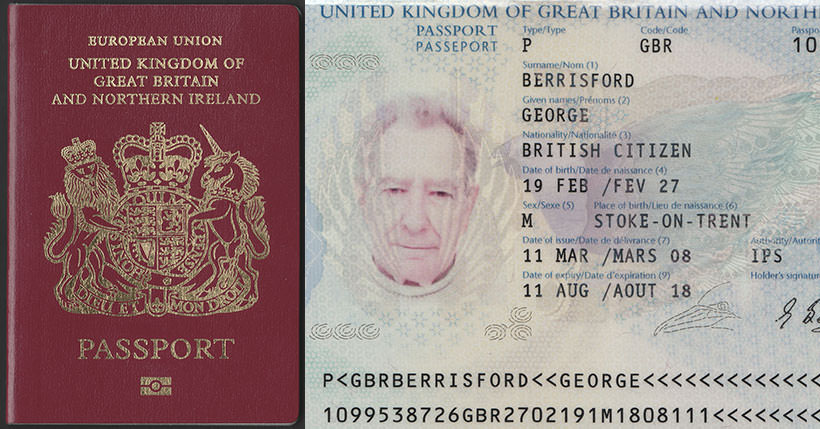 EUROPEAN UNION
UNITED KINGDOM OF
GREAT BRITAIN
AND NORTHERN IRELAND
DIEU ET MON DROIT
PASSPORT
UNITED KINGDOM OF GREAT BRITAIN AND NORTHERN
PASSPORT
PASSEPORT
Type/Type
Code/Code
Passpo
P
GBR
10
Surname/Nom (1)
BERRISFORD
Given names/Prénoms (2)
GEORGE
Nationality/Nationalité (3)
BRITISH CITIZEN
Date of birth/Date de naissance (4)
19 FEB /FEV 27
Sex/Sexe (5) Place of birth/Lieu de naissance (6)
M STOKE-ON-TRENT
Date of issue/Date de délivrance (7) Authority/Autorit
11 MAR /MARS 08 IPS
Date of expiry/Date d'expiration (9) Holder's signatur
11 AUG /AOUT 18
P<GBRBERRISFORD<<GEORGE<<<<<<<<<<<<<
1099538726GBR2702191M1808111<<<<<<<